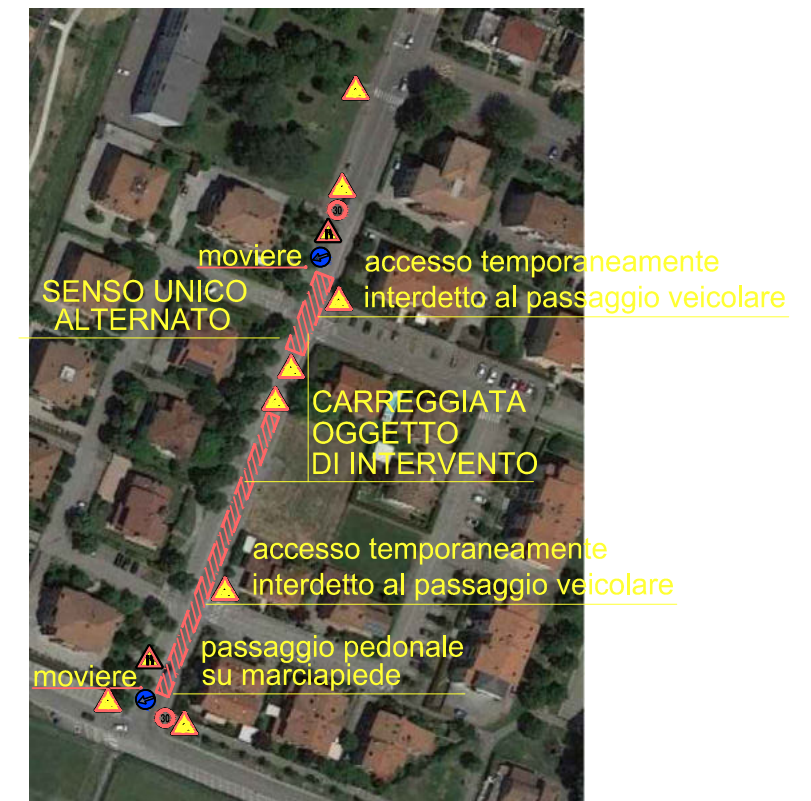 30
moviere
accesso temporaneamente
interdetto al passaggio veicolare
SENSO UNICO
ALTERNATO
CARREGGIATA
OGGETTO
DI INTERVENTO
accesso temporaneamente
interdetto al passaggio veicolare
passaggio pedonale
su marciapiede
moviere
30